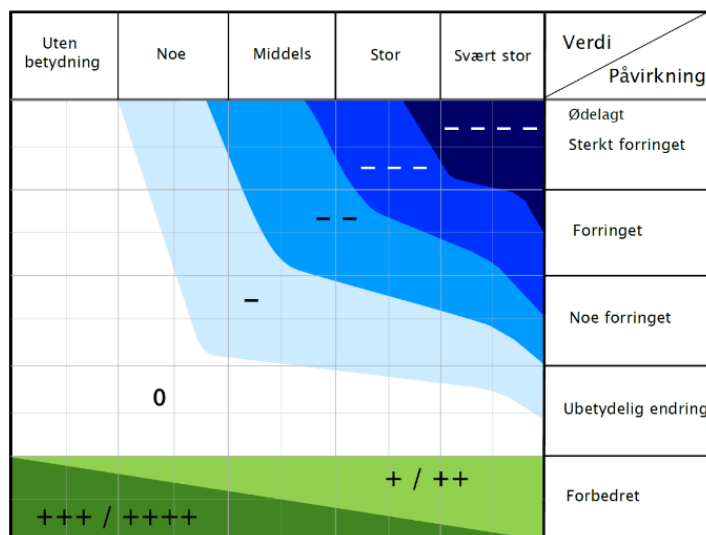 Uten
betydning
Noe
Middels
Stor
Svært stor
Verdi
Påvirkning
Ødelagt
Sterkt forringet
– – – –
– – –
– –
Forringet
–
Noe forringet
0
Ubetydelig endring
+ / ++
Forbedret
+++ / ++++